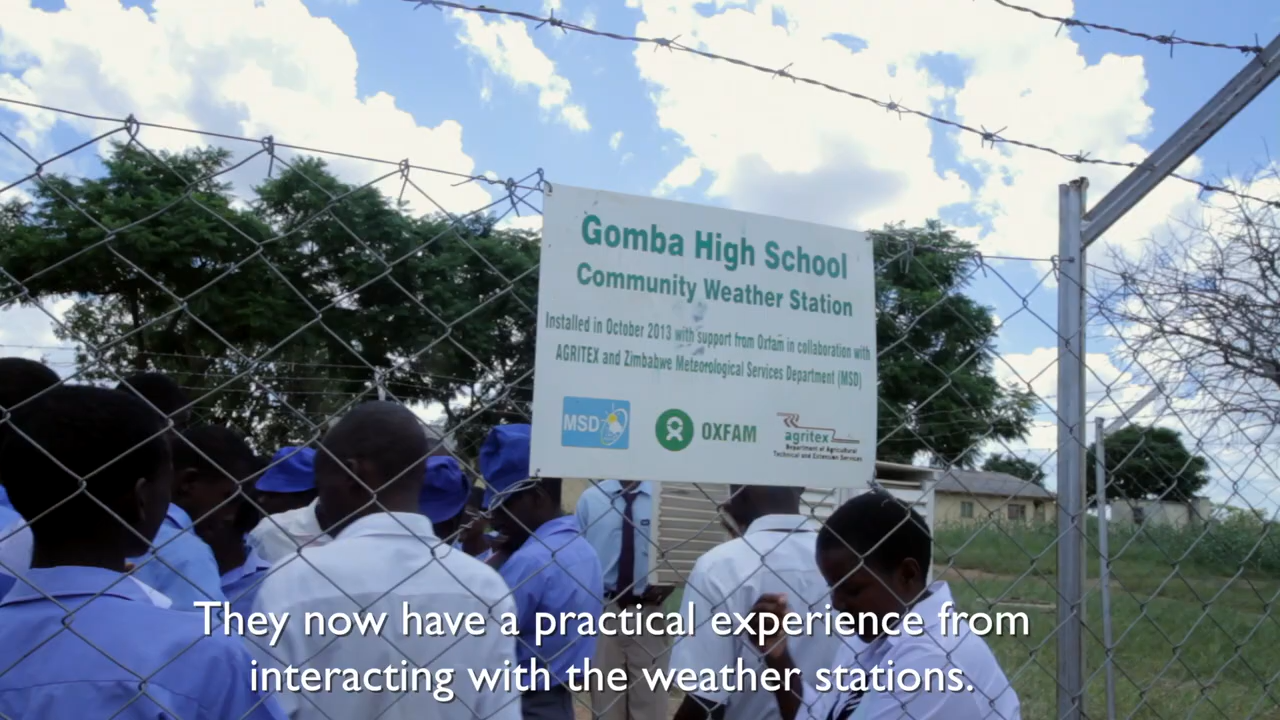 Gomba High School
Community Weather Station
Installed in October 2013 with support from Oxfam in collaboration with
AGRITEX and Zimbabwe Meteorological Services Department (MSD)
MSD
OXFAM
agritex
Department of Agricultural
Technical and Extension Services
They now have a practical experience from
interacting with the weather stations.